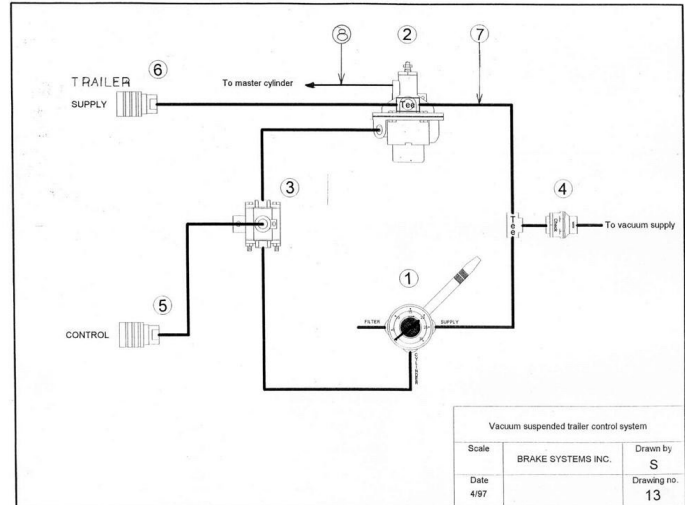 8
2
7
TRAILER
6
To master cylinder
SUPPLY
Tee
3
4
Tee
Check
To vacuum supply
1
5
FILTER
SUPPLY
CONTROL
Vacuum suspended trailer control system
Scale
BRAKE SYSTEMS INC.
Drawn by
S
Date
4/97
Drawing no.
13